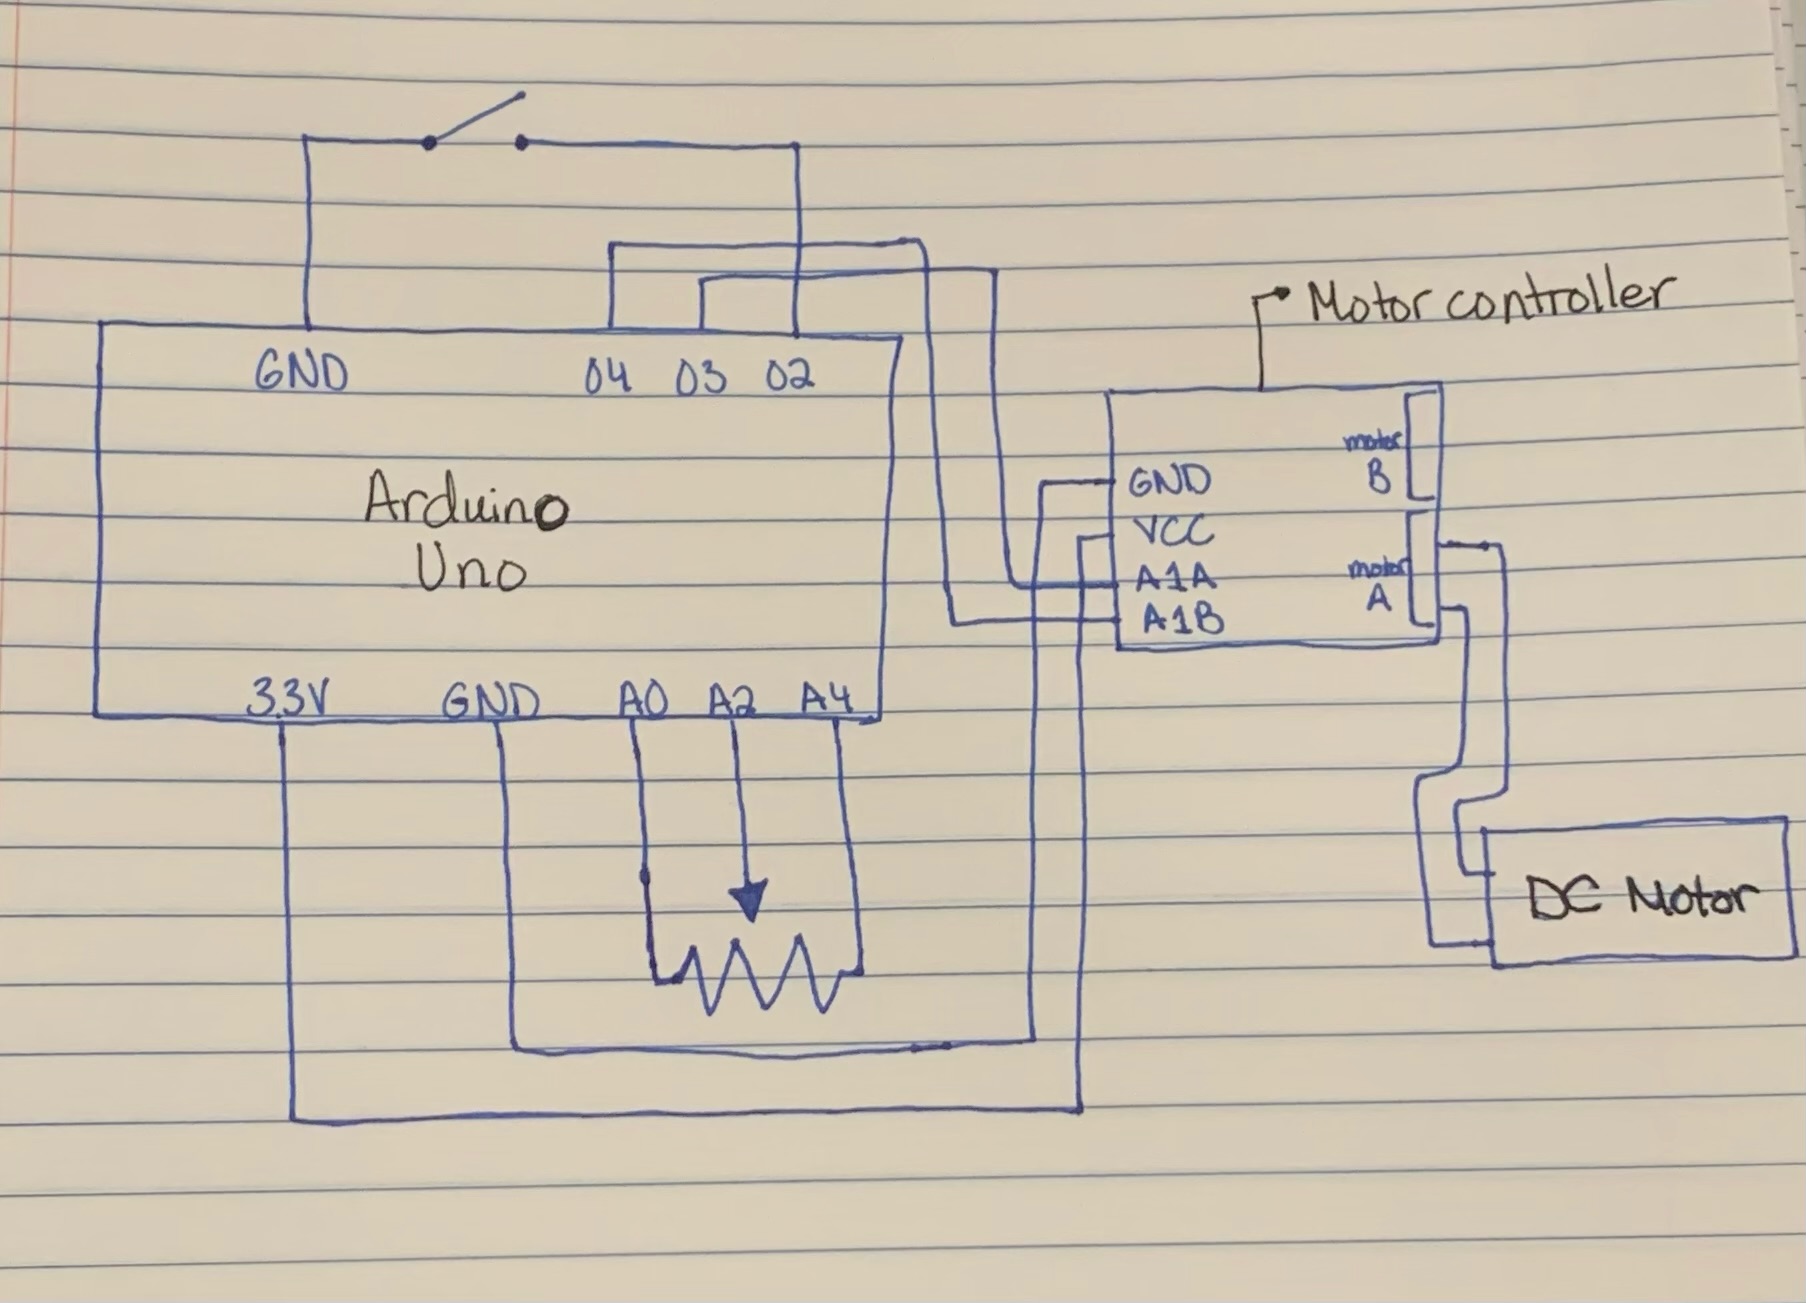 Motor controller
GND 04 03 02
Arduino
Uno
3.3V GND A0 A2 A4
motor
B
GND
VCC
A1A
A1B
motor
A
DC Motor